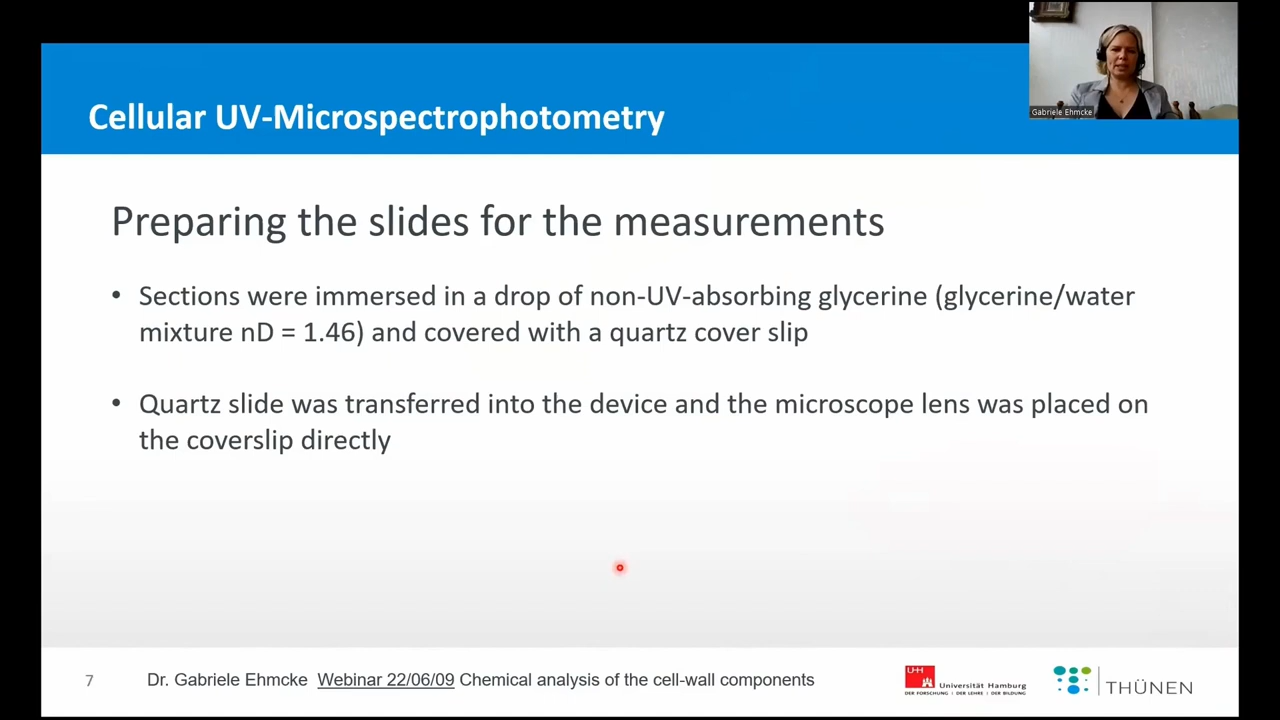 Cellular UV-Microspectrophotometry
Gabriele Ehmcke
Preparing the slides for the measurements
• Sections were immersed in a drop of non-UV-absorbing glycerine (glycerine/water
mixture nD = 1.46) and covered with a quartz cover slip
• Quartz slide was transferred into the device and the microscope lens was placed on
the coverslip directly
7
Dr. Gabriele Ehmcke Webinar 22/06/09 Chemical analysis of the cell-wall components
UH
Universität Hamburg
DER FORSCHUNG | DER LEHRE | DER BILDUNG
THÜNEN